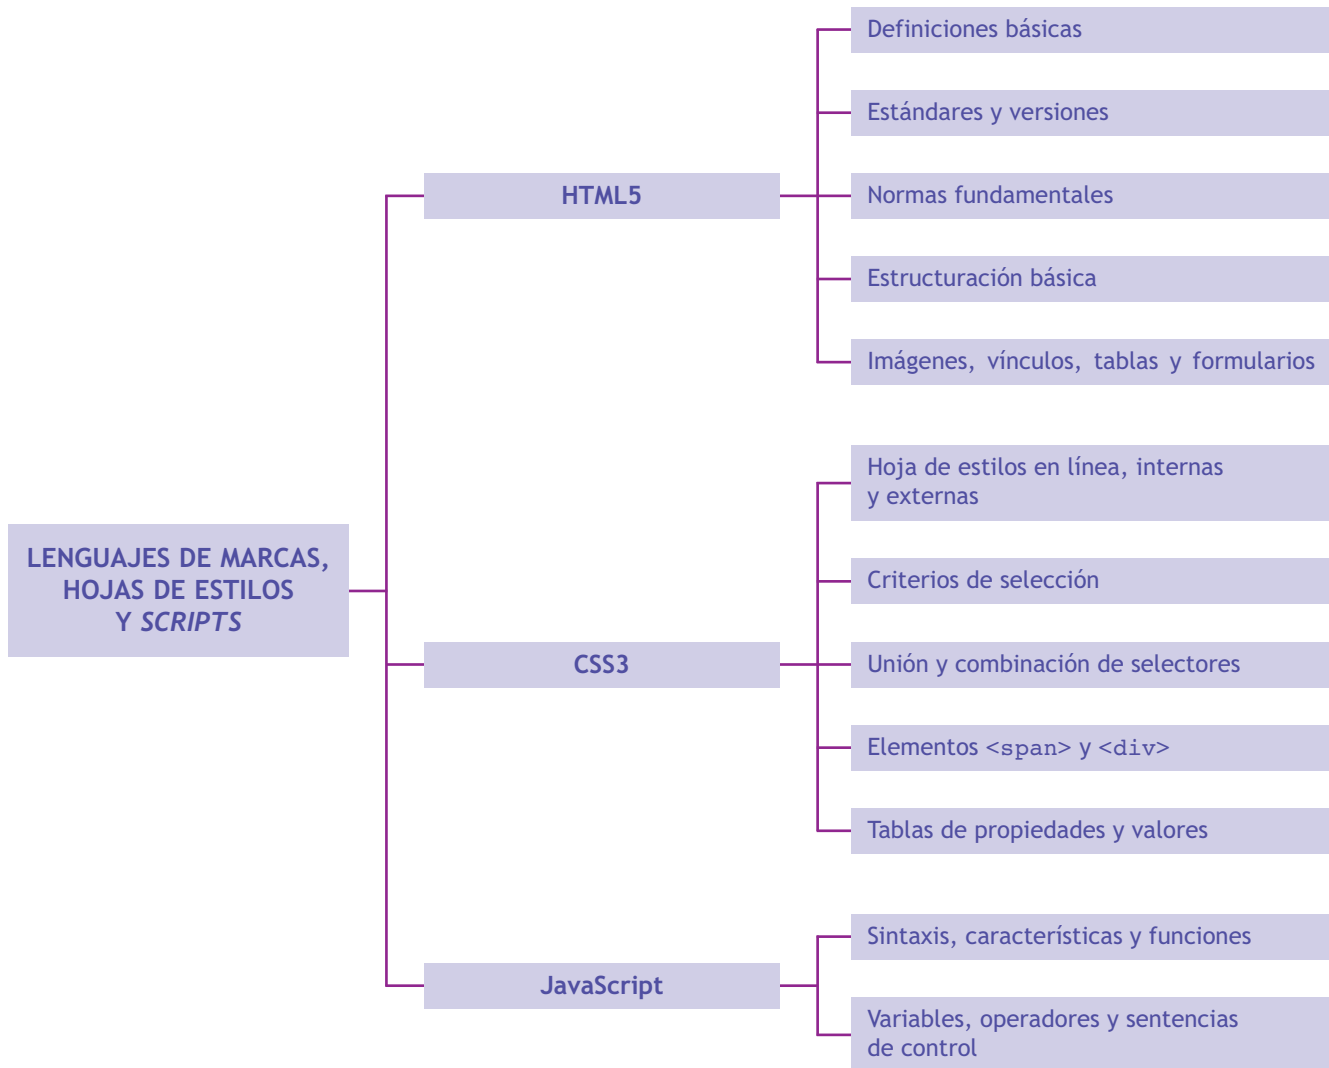 LENGUAJES DE MARCAS,
HOJAS DE ESTILOS
Y SCRIPTS
HTML5
Definiciones básicas
Estándares y versiones
Normas fundamentales
Estructuración básica
Imágenes, vínculos, tablas y formularios
CSS3
Hoja de estilos en línea, internas
y externas
Criterios de selección
Unión y combinación de selectores
Elementos <span> y <div>
Tablas de propiedades y valores
JavaScript
Sintaxis, características y funciones
Variables, operadores y sentencias
de control